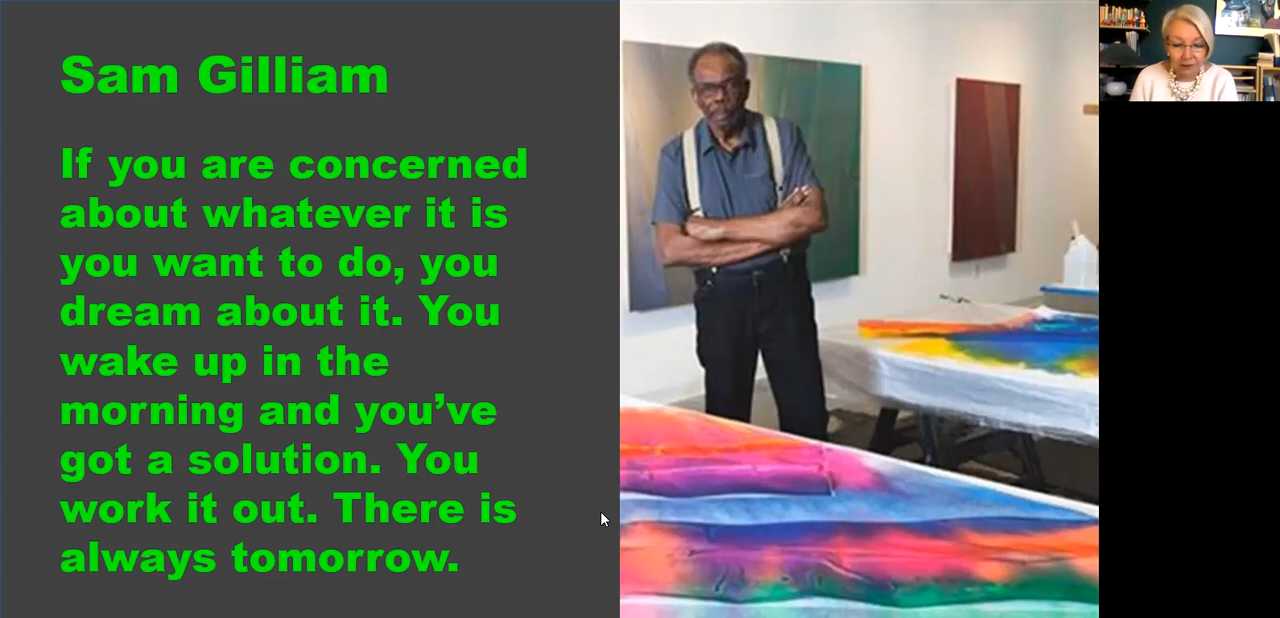 Sam Gilliam
If you are concerned
about whatever it is
you want to do, you
dream about it. You
wake up in the
morning and you’ve
got a solution. You
work it out. There is
always tomorrow.